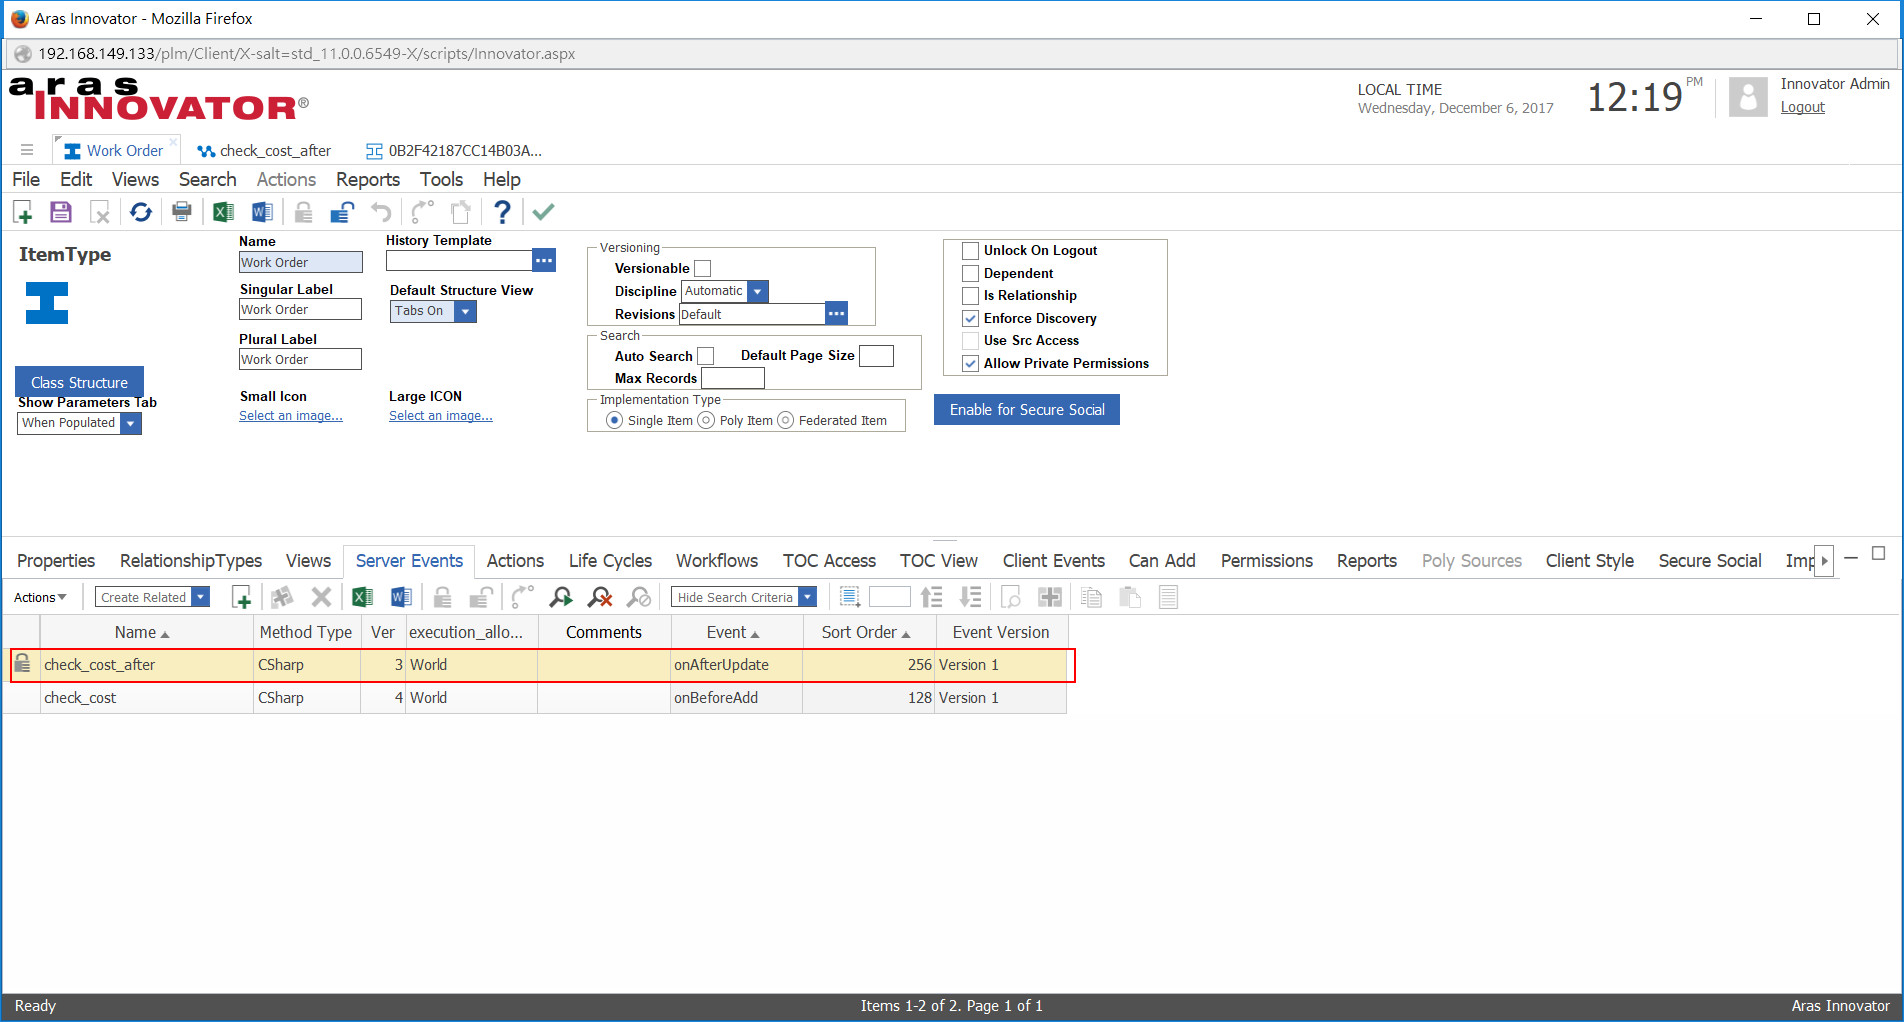 Aras Innovator - Mozilla Firefox
192.168.149.133/plm/Client/X-salt=std_11.0.0.6549-X/scripts/Innovator.aspx
aras
INNOVATOR®
LOCAL TIME
Wednesday, December 6, 2017
12:19 PM
Innovator Admin
Logout
Work Order check_cost_after 0B2F42187CC14B03A...
File Edit Views Search Actions Reports Tools Help
ItemType
Class Structure
Show Parameters Tab
When Populated
Name
Work Order
Singular Label
Work Order
Plural Label
Work Order
Small Icon
Select an image...
History Template
Default Structure View
Tabs On
Large ICON
Select an image...
Versioning
Versionable
Discipline Automatic
Revisions Default
Search
Auto Search Default Page Size
Max Records
Implementation Type
Single Item Poly Item Federated Item
Unlock On Logout
Dependent
Is Relationship
Enforce Discovery
Use Src Access
Allow Private Permissions
Enable for Secure Social
Properties RelationshipTypes Views Server Events Actions Life Cycles Workflows TOC Access TOC View Client Events Can Add Permissions Reports Poly Sources Client Style Secure Social Imp
Actions Create Related Hide Search Criteria
Name Method Type Ver execution_allo... Comments Event Sort Order Event Version
check_cost_after CSharp 3 World onAfterUpdate 256 Version 1
check_cost CSharp 4 World onBeforeAdd 128 Version 1
Ready Items 1-2 of 2. Page 1 of 1 Aras Innovator